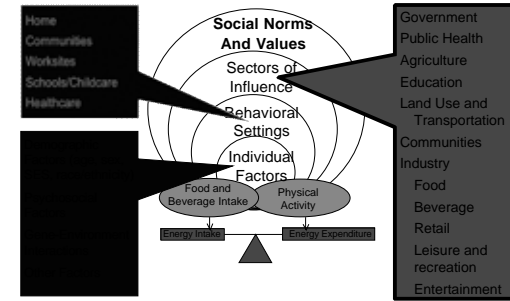 Home
Communities
Worksites
Schools/Childcare
Healthcare
Social Norms
And Values
Sectors of
Influence
Behavioral
Settings
Individual
Factors
Food and
Beverage Intake
Physical
Activity
Energy Intake
Energy Expenditure
Government
Public Health
Agriculture
Education
Land Use and
Transportation
Communities
Industry
Food
Beverage
Retail
Leisure and
recreation
Entertainment